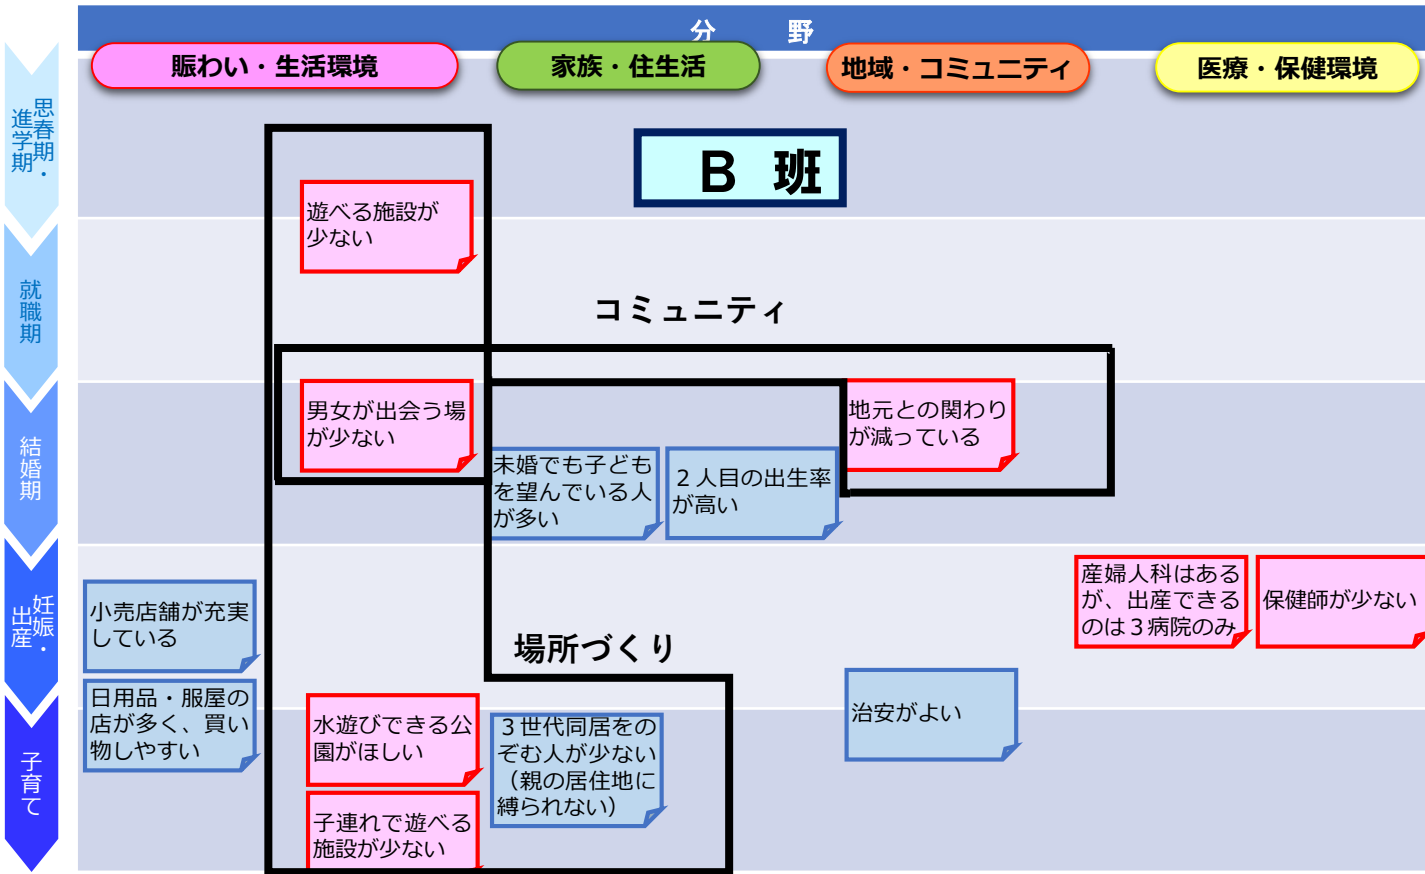 分　野
賑わい・生活環境
家族・住生活
地域・コミュニティ
医療・保健環境
思春期・
進学期
就職期
結婚期
妊娠・
出産
子育て
B 班
遊べる施設が
少ない
コミュニティ
男女が出会う場
が少ない
地元との関わり
が減っている
未婚でも子ども
を望んでいる人
が多い
２人目の出生率
が高い
小売店舗が充実
している
産婦人科はある
が、出産できる
のは３病院のみ
保健師が少ない
場所づくり
日用品・服屋の
店が多く、買い
物しやすい
水遊びできる公
園がほしい
３世代同居をの
ぞむ人が少ない
（親の居住地に
縛られない）
治安がよい
子連れで遊べる
施設が少ない